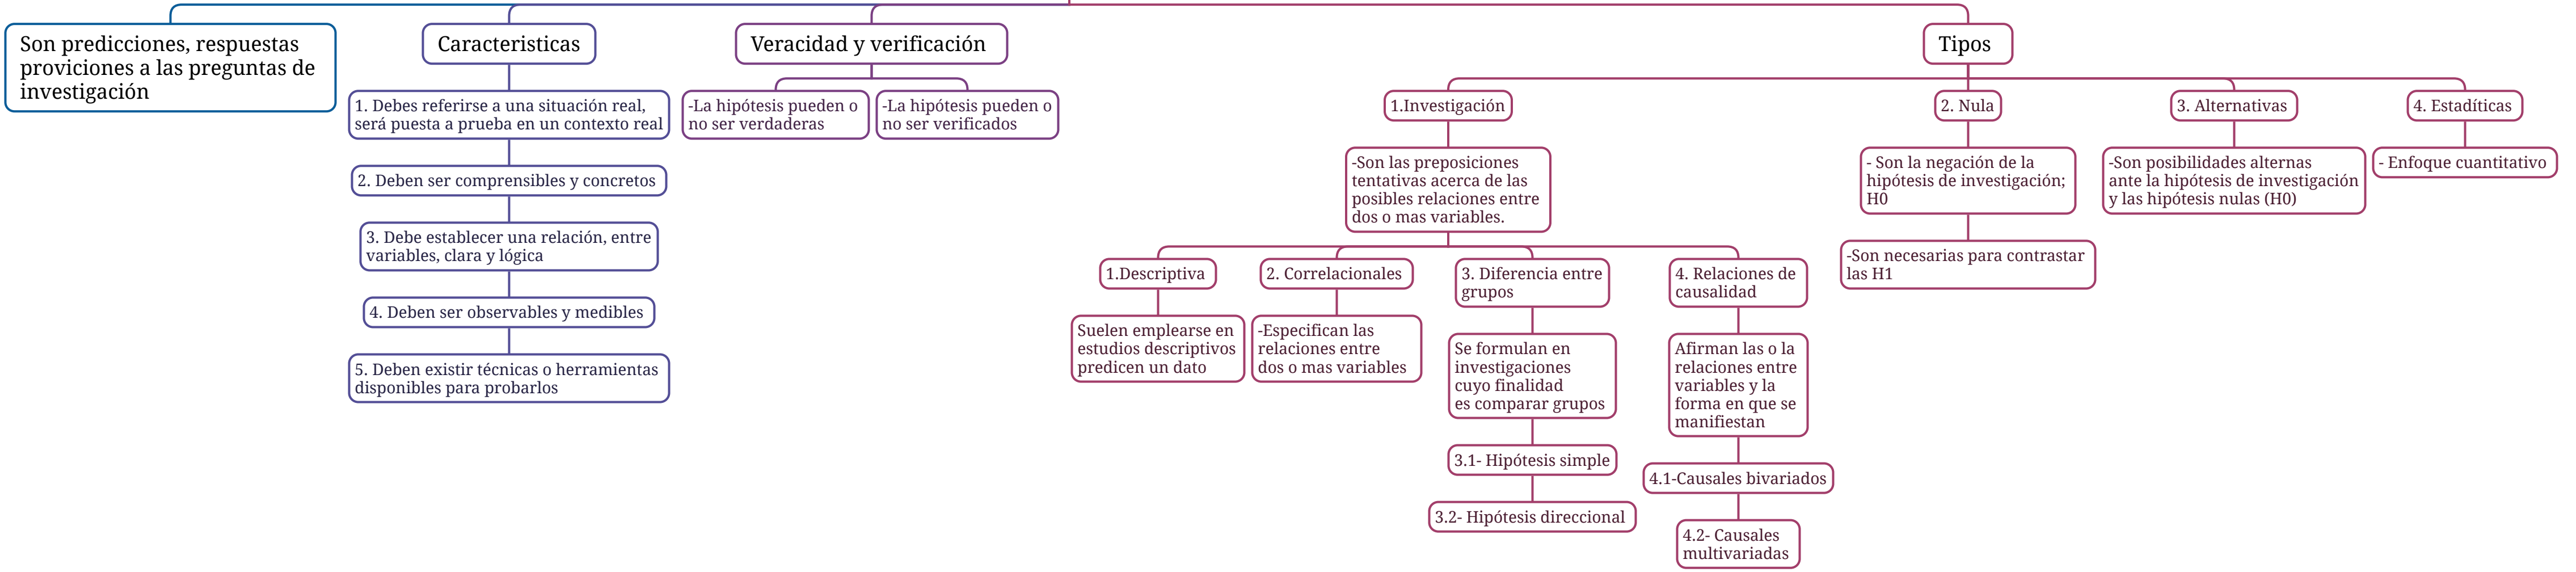 Son predicciones, respuestas
proviciones a las preguntas de
investigación
Caracteristicas
1. Debes referirse a una situación real,
será puesta a prueba en un contexto real
2. Deben ser comprensibles y concretos
3. Debe establecer una relación, entre
variables, clara y lógica
4. Deben ser observables y medibles
5. Deben existir técnicas o herramientas
disponibles para probarlos
Veracidad y verificación
-La hipótesis pueden o
no ser verdaderas
-La hipótesis pueden o
no ser verificados
Tipos
1.Investigación
-Son las preposiciones
tentativas acerca de las
posibles relaciones entre
dos o mas variables.
1.Descriptiva
Suelen emplearse en
estudios descriptivos
predicen un dato
2. Correlacionales
-Especifican las
relaciones entre
dos o mas variables
3. Diferencia entre
grupos
Se formulan en
investigaciones
cuyo finalidad
es comparar grupos
3.1- Hipótesis simple
3.2- Hipótesis direccional
4. Relaciones de
causalidad
Afirman las o la
relaciones entre
variables y la
forma en que se
manifiestan
4.1-Causales bivariados
4.2- Causales
multivariadas
2. Nula
- Son la negación de la
hipótesis de investigación;
H0
-Son necesarias para contrastar
las H1
3. Alternativas
-Son posibilidades alternas
ante la hipótesis de investigación
y las hipótesis nulas (H0)
4. Estadíticas
- Enfoque cuantitativo